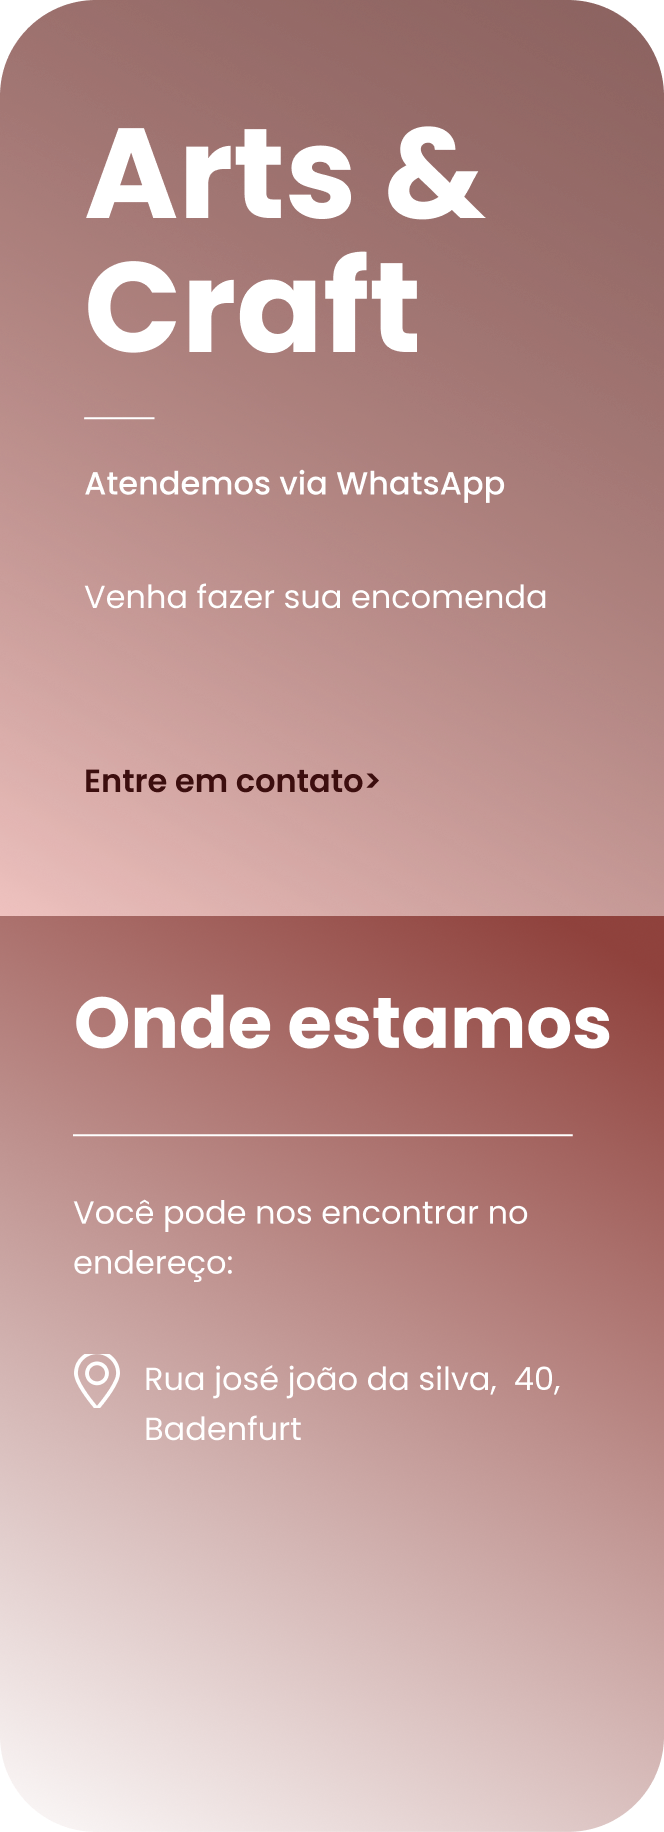 Arts &
Craft
Atendemos via WhatsApp
Venha fazer sua encomenda
Entre em contato>
Onde estamos
Você pode nos encontrar no
endereço:
Rua josé joão da silva,  40,
Badenfurt